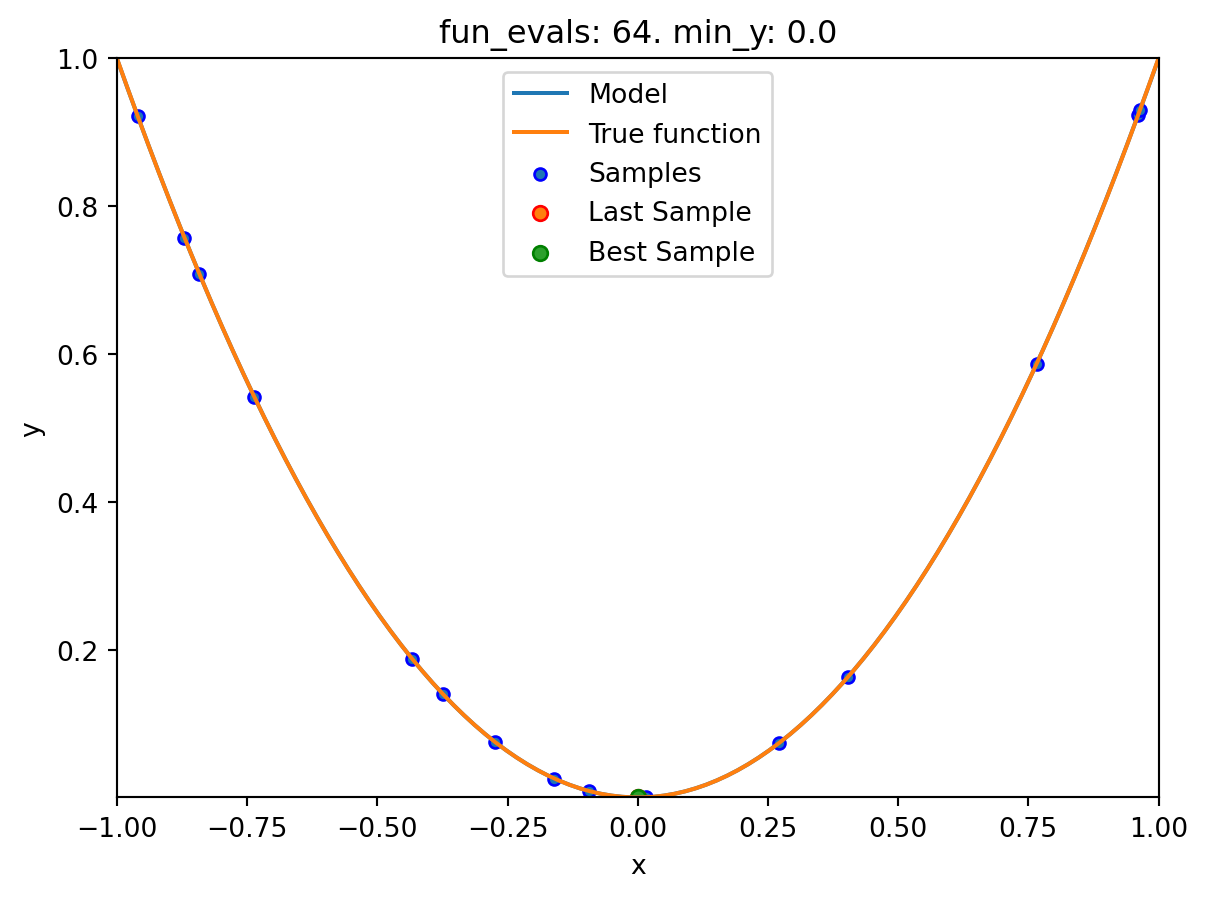 fun_evals: 64. min_y: 0.0
Model
True function
Samples
Last Sample
Best Sample
1.0
0.8
0.6
0.4
0.2
y
−1.00 −0.75 −0.50 −0.25 0.00 0.25 0.50 0.75 1.00
x